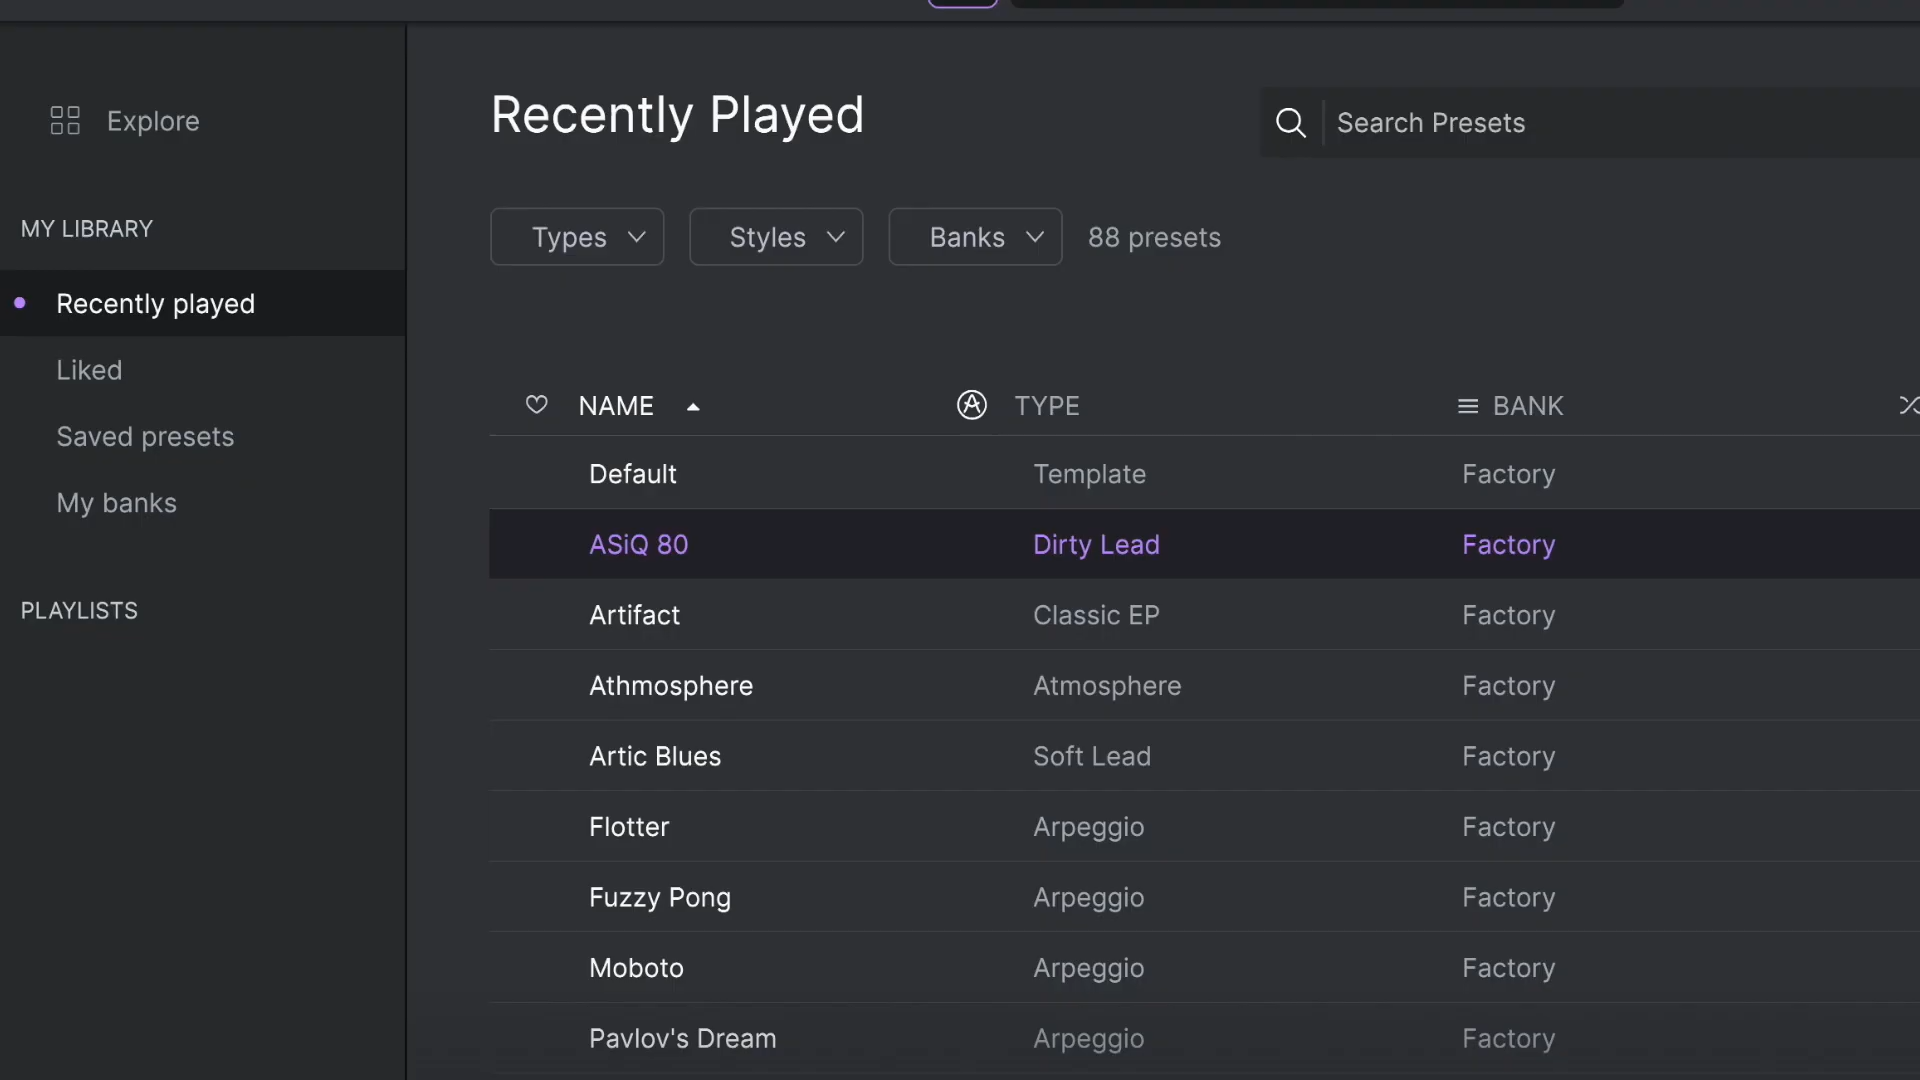 Explore
MY LIBRARY
Recently played
Liked
Saved presets
My banks
PLAYLISTS
Recently Played
Search Presets
Types Styles Banks 88 presets
NAME TYPE BANK
Default Template Factory
ASiQ 80 Dirty Lead Factory
Artifact Classic EP Factory
Athmosphere Atmosphere Factory
Artic Blues Soft Lead Factory
Flotter Arpeggio Factory
Fuzzy Pong Arpeggio Factory
Moboto Arpeggio Factory
Pavlov's Dream Arpeggio Factory